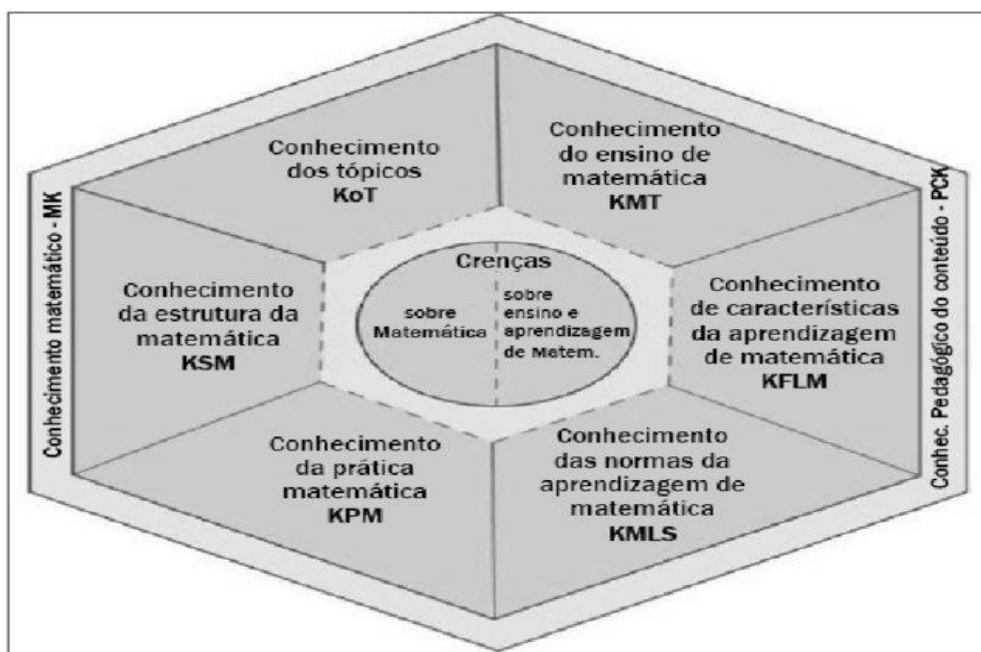 Conhecimento
dos tópicos
KoT
Conhecimento
do ensino de
matemática
KMT
Conhecimento matemático - MK
Conhecimento
da estrutura da
matemática
KSM
Crenças
sobre
Matemática
sobre
ensino e
aprendizagem
de Matem.
Conhecimento
de características
da aprendizagem
de matemática
KFLM
Conhec. Pedagógico do conteúdo - PCK
Conhecimento
da prática
matemática
KPM
Conhecimento
das normas da
aprendizagem de
matemática
KMLS